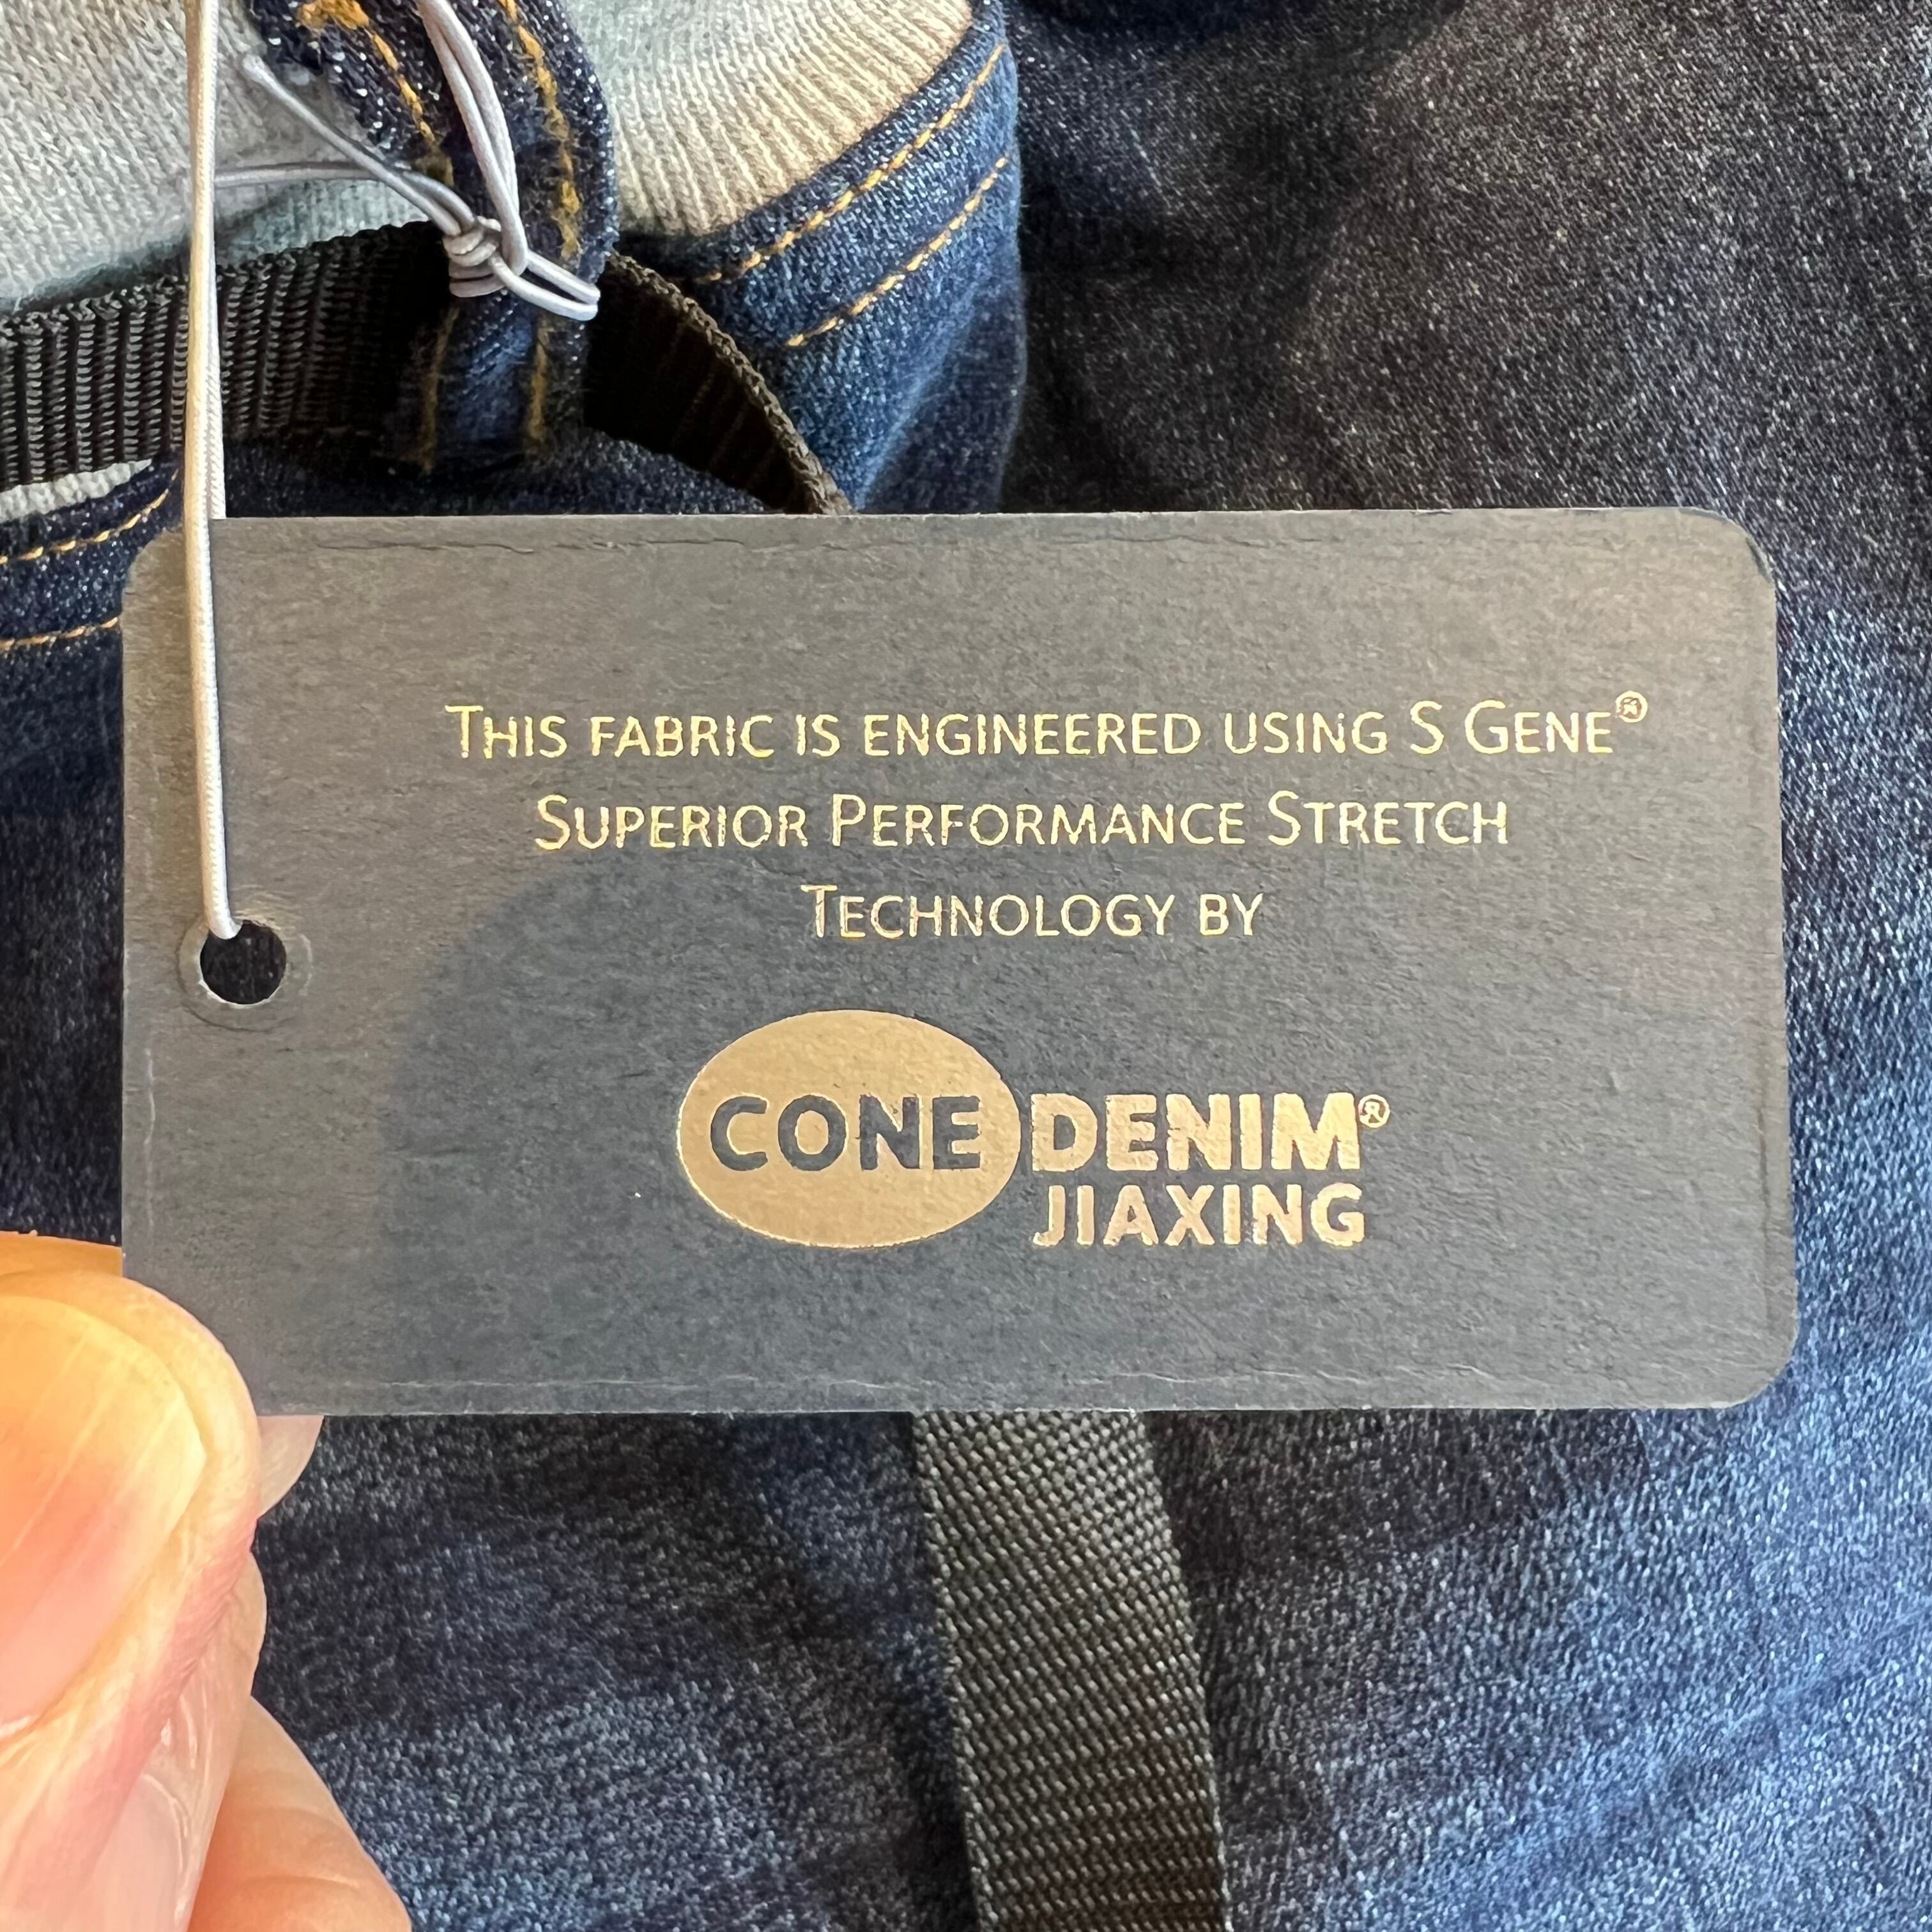 THIS FABRIC IS ENGINEERED USING S GENE®
SUPERIOR PERFORMANCE STRETCH
TECHNOLOGY BY
CONE DENIM®
JIAXING